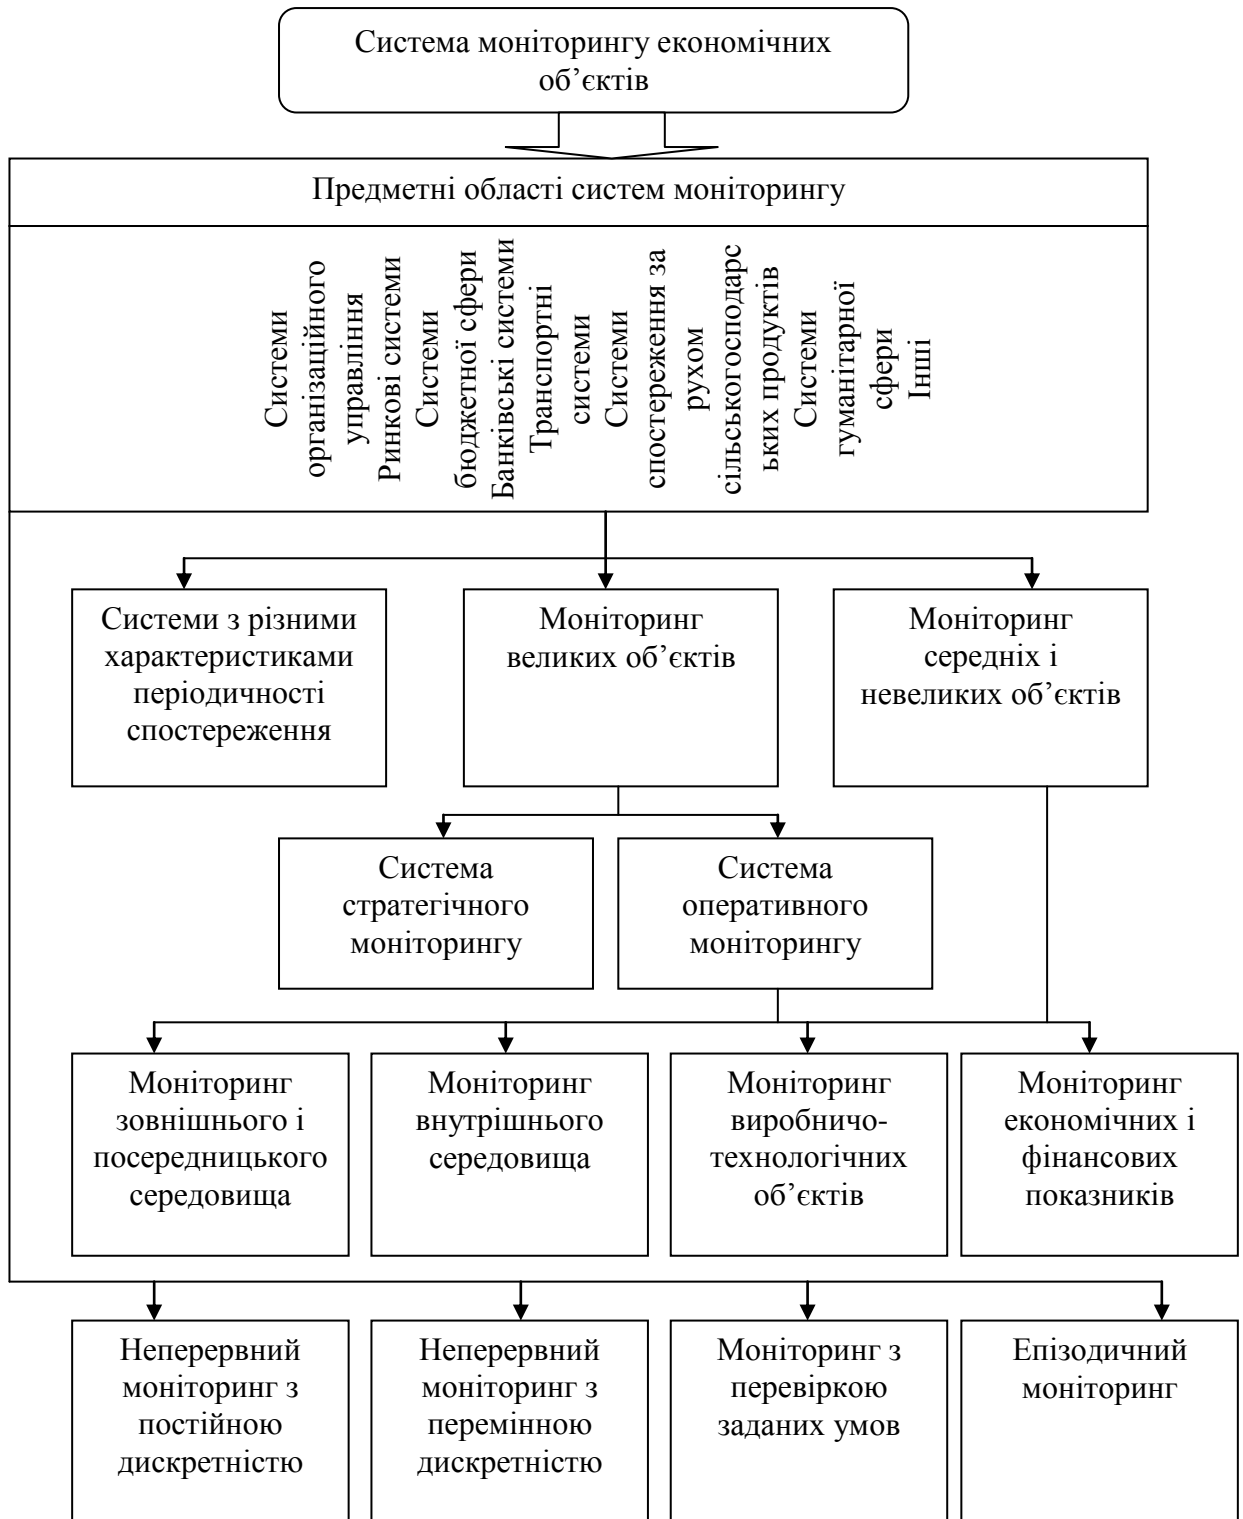 Система моніторингу економічних
об’єктів
Предметні області систем моніторингу
Системи
організаційного
управління
Ринкові системи
Системи
бюджетної сфери
Банківські системи
Транспортні
системи
Системи
спостереження за
рухом
сільськогосподарс
ьких продуктів
Системи
гуманітарної
сфери
Інші
Системи з різними
характеристиками
періодичності
спостереження
Моніторинг
великих об’єктів
Моніторинг
середніх і
невеликих об’єктів
Система
стратегічного
моніторингу
Система
оперативного
моніторингу
Моніторинг
зовнішнього і
посередницького
середовища
Моніторинг
внутрішнього
середовища
Моніторинг
виробничо-
технологічних
об’єктів
Моніторинг
економічних і
фінансових
показників
Неперервний
моніторинг з
постійною
дискретністю
Неперервний
моніторинг з
перемінною
дискретністю
Моніторинг з
перевіркою
заданих умов
Епізодичний
моніторинг